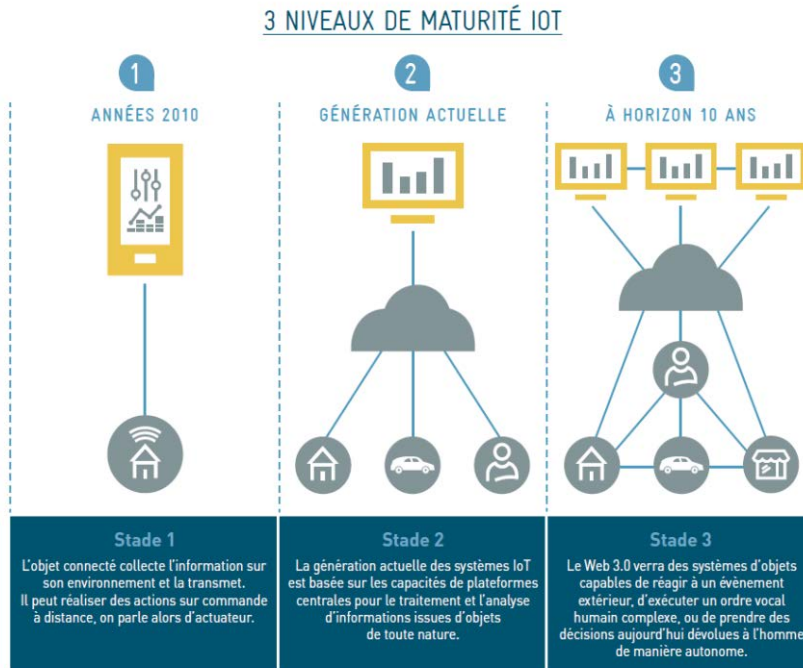 3 NIVEAUX DE MATURITÉ IOT
1
ANNÉES 2010
2
GÉNÉRATION ACTUELLE
3
À HORIZON 10 ANS
Stade 1
L'objet connecté collecte l'information sur
son environnement et la transmet.
Il peut réaliser des actions sur commande
à distance, on parle alors d'actuateur.
Stade 2
La génération actuelle des systèmes IoT
est basée sur les capacités de plateformes
centrales pour le traitement et l'analyse
d'informations issues d'objets
de toute nature.
Stade 3
Le Web 3.0 verra des systèmes d'objets
capables de réagir à un évènement
extérieur, d'exécuter un ordre vocal
humain complexe, ou de prendre des
décisions aujourd'hui dévolues à l'homme
de manière autonome.